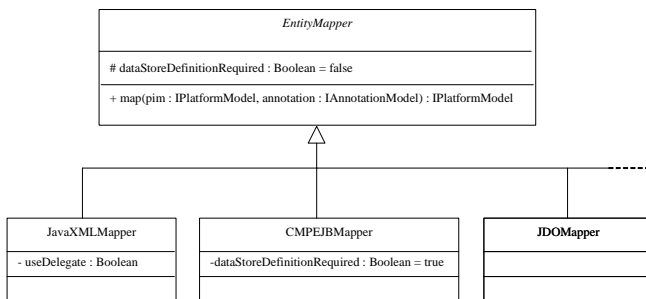 EntityMapper
# dataStoreDefinitionRequired : Boolean = false
+ map(pim : IPlatformModel, annotation : IAnnotationModel) : IPlatformModel
JavaXMLMapper
- useDelegate : Boolean
CMPEJBMapper
-dataStoreDefinitionRequired : Boolean = true
JDOMapper